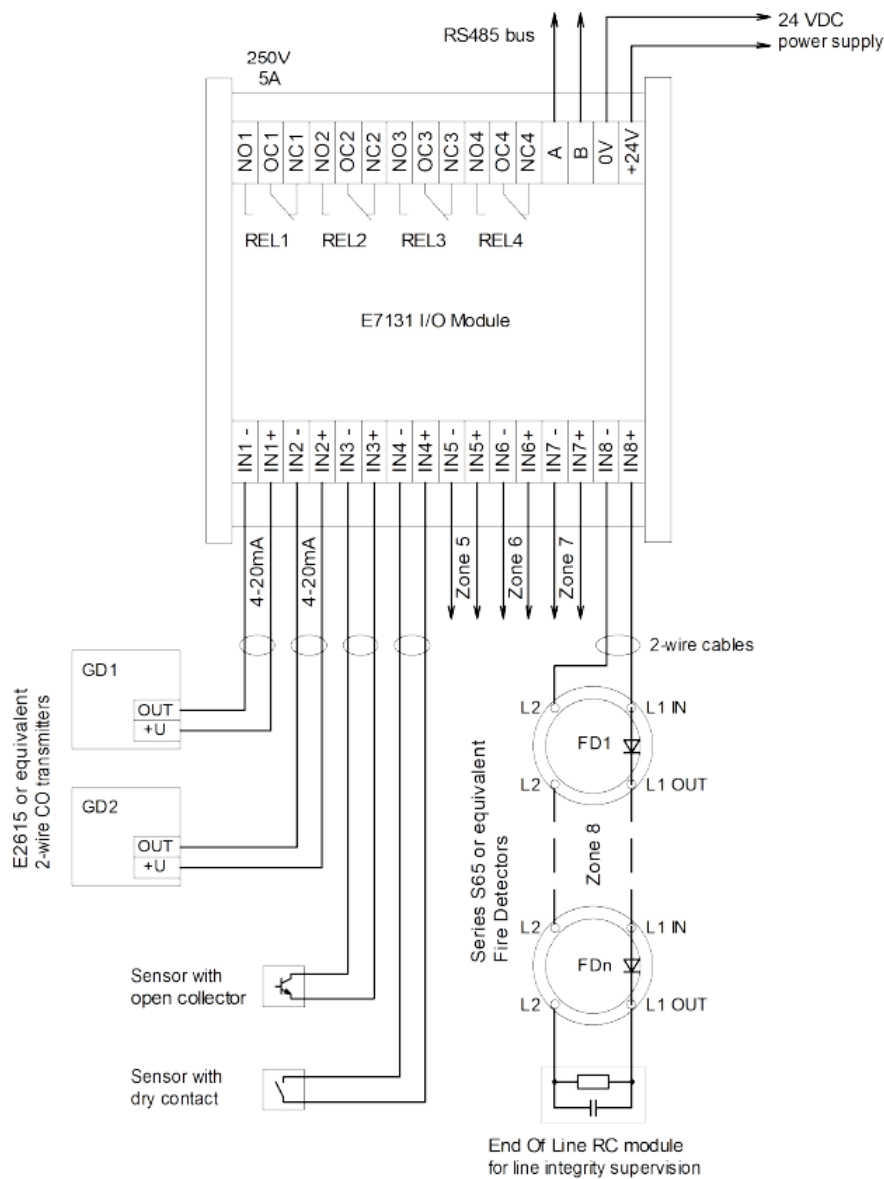 RS485 bus
24 VDC
power supply
250V
5A
NO1 OC1 NC1 NO2 OC2 NC2 NO3 OC3 NC3 NO4 OC4 NC4 A B 0V +24V
REL1 REL2 REL3 REL4
E7131 I/O Module
IN1 - IN1+ IN2 - IN2+ IN3 - IN3+ IN4 - IN4+ IN5 - IN5+ IN6 - IN6+ IN7 - IN7+ IN8 - IN8+
4-20mA 4-20mA Zone 5 Zone 6 Zone 7
2-wire cables
E2615 or equivalent
2-wire CO transmitters
GD1
OUT
+U
GD2
OUT
+U
Sensor with
open collector
Sensor with
dry contact
Series S65 or equivalent
Fire Detectors
L2 L1 IN
FD1
L2 L1 OUT
Zone 8
L2 L1 IN
FDn
L2 L1 OUT
End Of Line RC module
for line integrity supervision